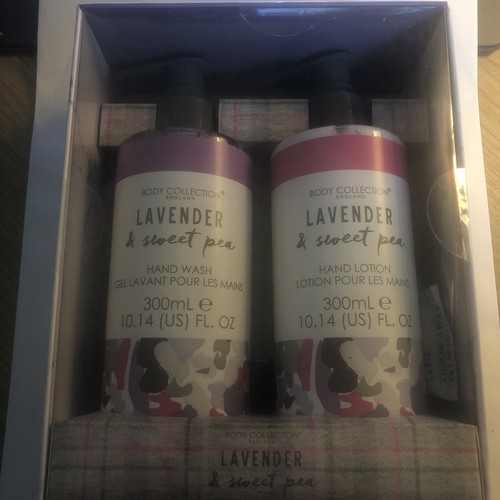 BODY COLLECTION®
ENGLAND
LAVENDER
& sweet pea
HAND WASH
GEL LAVANT POUR LES MAINS
300mL ℮
10.14 (US) FL. OZ
BODY COLLECTION®
ENGLAND
LAVENDER
& sweet pea
HAND LOTION
LOTION POUR LES MAINS
300mL ℮
10.14 (US) FL. OZ
BODY COLLECTION®
LAVENDER
& sweet pea